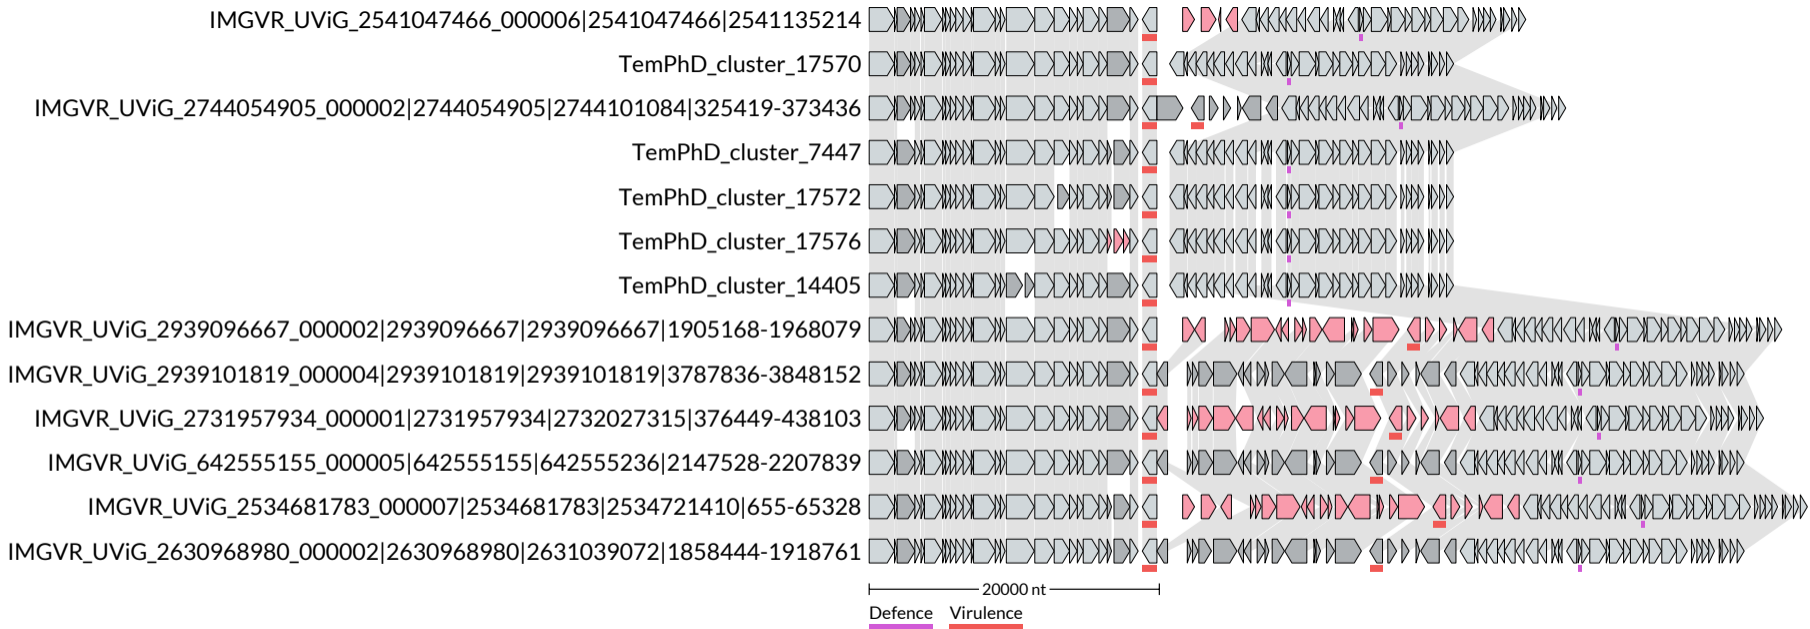 IMGVR_UViG_2541047466_000006|2541047466|2541135214
TemPhD_cluster_17570
IMGVR_UViG_2744054905_000002|2744054905|2744101084|325419-373436
TemPhD_cluster_7447
TemPhD_cluster_17572
TemPhD_cluster_17576
TemPhD_cluster_14405
IMGVR_UViG_2939096667_000002|2939096667|2939096667|1905168-1968079
IMGVR_UViG_2939101819_000004|2939101819|2939101819|3787836-3848152
IMGVR_UViG_2731957934_000001|2731957934|2732027315|376449-438103
IMGVR_UViG_642555155_000005|642555155|642555236|2147528-2207839
IMGVR_UViG_2534681783_000007|2534681783|2534721410|655-65328
IMGVR_UViG_2630968980_000002|2630968980|2631039072|1858444-1918761
20000 nt
Defence Virulence